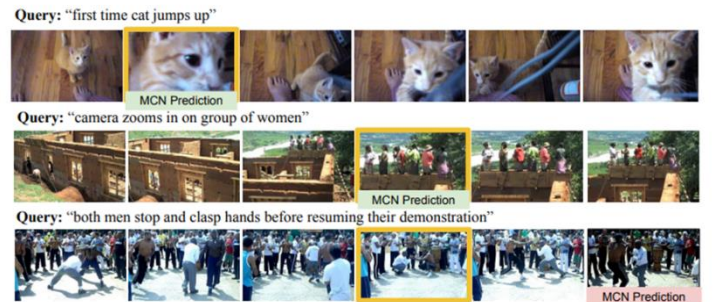 Query: “first time cat jumps up”
MCN Prediction
Query: “camera zooms in on group of women”
MCN Prediction
Query: “both men stop and clasp hands before resuming their demonstration”
MCN Prediction